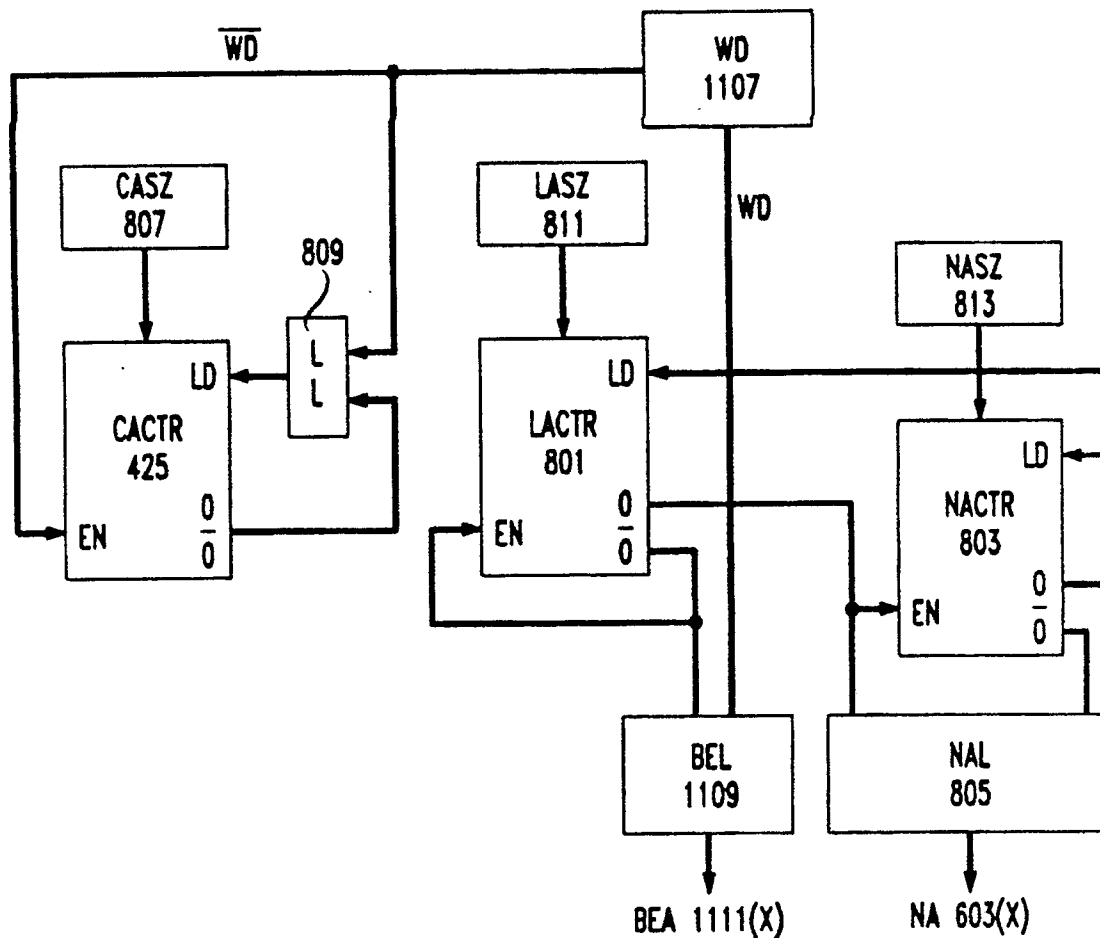 W̅D̅
WD
1107
CASZ
807
LASZ
811
WD
809
NASZ
813
LD
L
L
LD
CACTR
425
LACTR
801
LD
NACTR
803
EN
0
0̅
EN
0
0̅
EN
0
0̅
BEL
1109
NAL
805
BEA 1111(X)
NA 603(X)